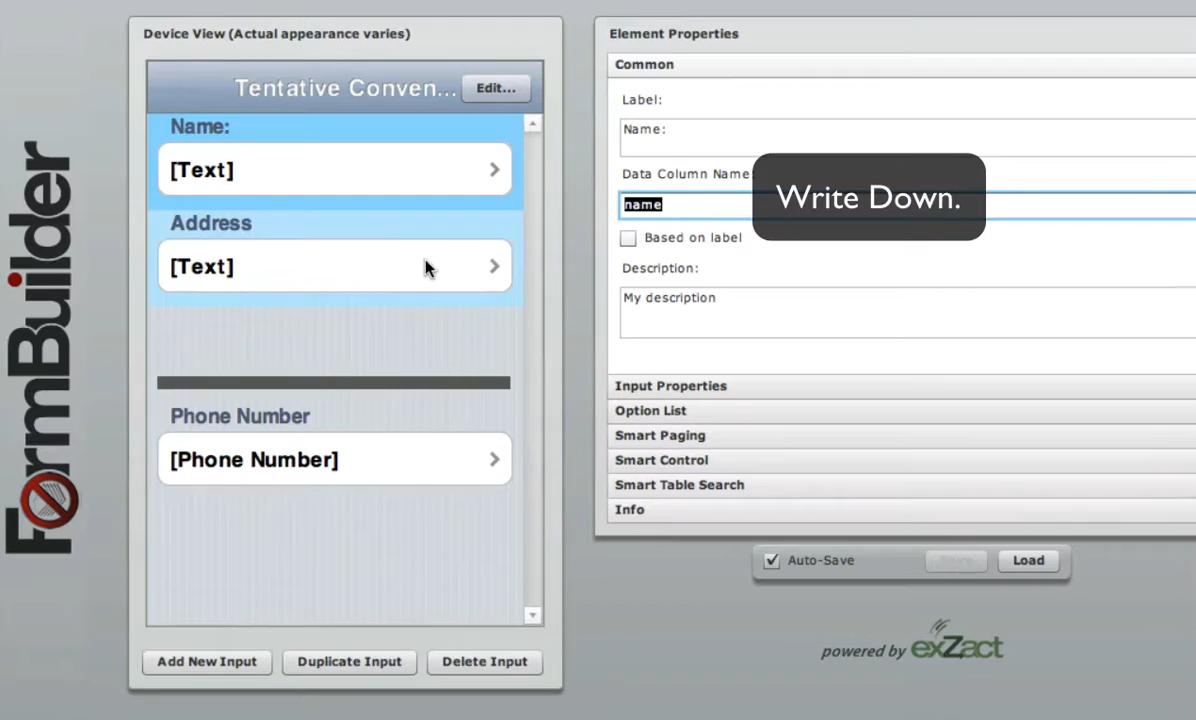 FormBuilder
Device View (Actual appearance varies)
Tentative Conven...
Edit...
Name:
[Text]
Address
[Text]
Phone Number
[Phone Number]
Add New Input
Duplicate Input
Delete Input
Element Properties
Common
Label:
Name:
Data Column Name:
name
Write Down.
Based on label
Description:
My description
Input Properties
Option List
Smart Paging
Smart Control
Smart Table Search
Info
Auto-Save
Load
powered by exZact